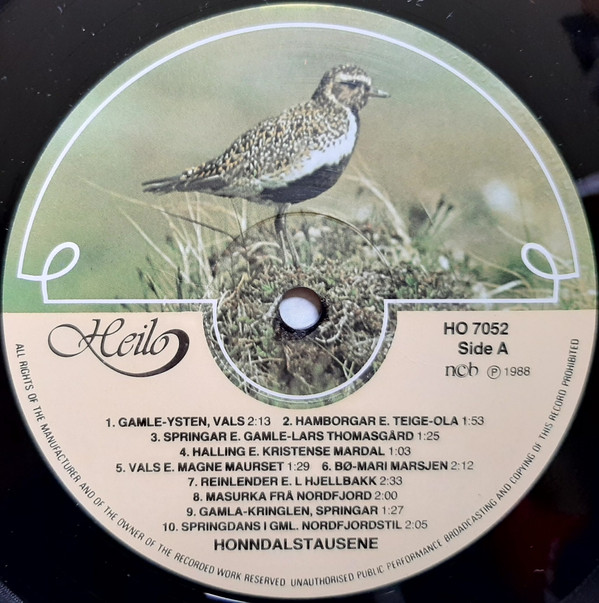 Heilo
HO 7052
Side A
ncb ℗ 1988
1. GAMLE-YSTEN, VALS 2:13 2. HAMBORGAR E. TEIGE-OLA 1:53
3. SPRINGAR E. GAMLE-LARS THOMASGÅRD 1:25
4. HALLING E. KRISTENSE MARDAL 1:03
5. VALS E. MAGNE MAURSET 1:29 6. BØ-MARI MARSJEN 2:12
7. REINLENDER E. L HJELLBAKK 2:33
8. MASURKA FRÅ NORDFJORD 2:00
9. GAMLA-KRINGLEN, SPRINGAR 1:27
10. SPRINGDANS I GML. NORDFJORDSTIL 2:05
HONNDALSTAUSENE
ALL RIGHTS OF THE MANUFACTURER AND OF THE OWNER OF THE RECORDED WORK RESERVED. UNAUTHORISED PUBLIC PERFORMANCE BROADCASTING AND COPYING OF THIS RECORD PROHIBITED